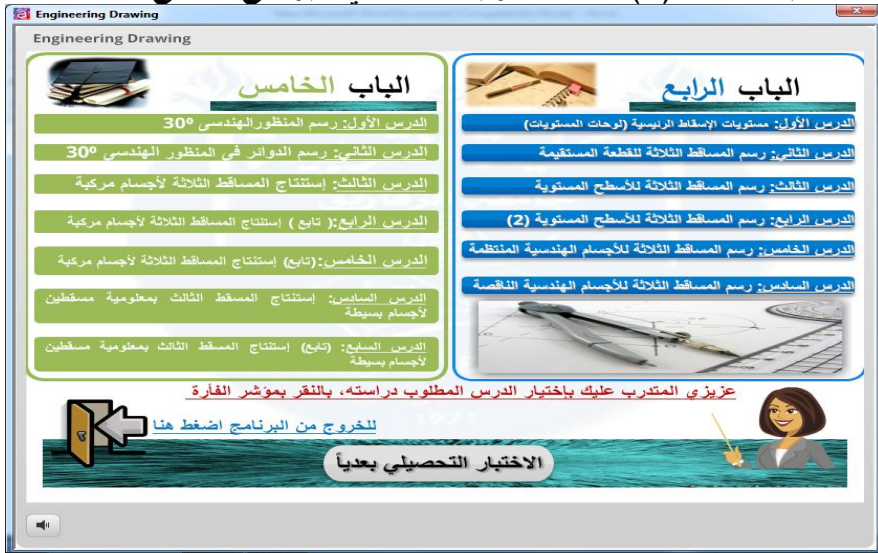 Engineering Drawing
Engineering Drawing
الباب الرابع
الدرس الأول: مستويات الإسقاط الرئيسية (لوحات المستويات)
الدرس الثاني: رسم المساقط الثلاثة للقطعة المستقيمة
الدرس الثالث: رسم المساقط الثلاثة للأسطح المستوية
الدرس الرابع: رسم المساقط الثلاثة للأسطح المستوية (2)
الدرس الخامس: رسم المساقط الثلاثة للأجسام الهندسية المنتظمة
الدرس السادس: رسم المساقط الثلاثة للأجسام الهندسية الناقصة
الباب الخامس
الدرس الأول: رسم المنظور الهندسي 30º
الدرس الثاني: رسم الدوائر في المنظور الهندسي 30º
الدرس الثالث: إستنتاج المساقط الثلاثة لأجسام مركبة
الدرس الرابع:( تابع ) إستنتاج المساقط الثلاثة لأجسام مركبة
الدرس الخامس:(تابع) إستنتاج المساقط الثلاثة لأجسام مركبة
الدرس السادس: إستنتاج المسقط الثالث بمعلومية مسقطين
لأجسام بسيطة
الدرس السابع: (تابع) إستنتاج المسقط الثالث بمعلومية مسقطين
لأجسام بسيطة
عزيزي المتدرب عليك بإختيار الدرس المطلوب دراسته، بالنقر بمؤشر الفأرة
للخروج من البرنامج اضغط هنا
1971
الاختبار التحصيلي بعدياً